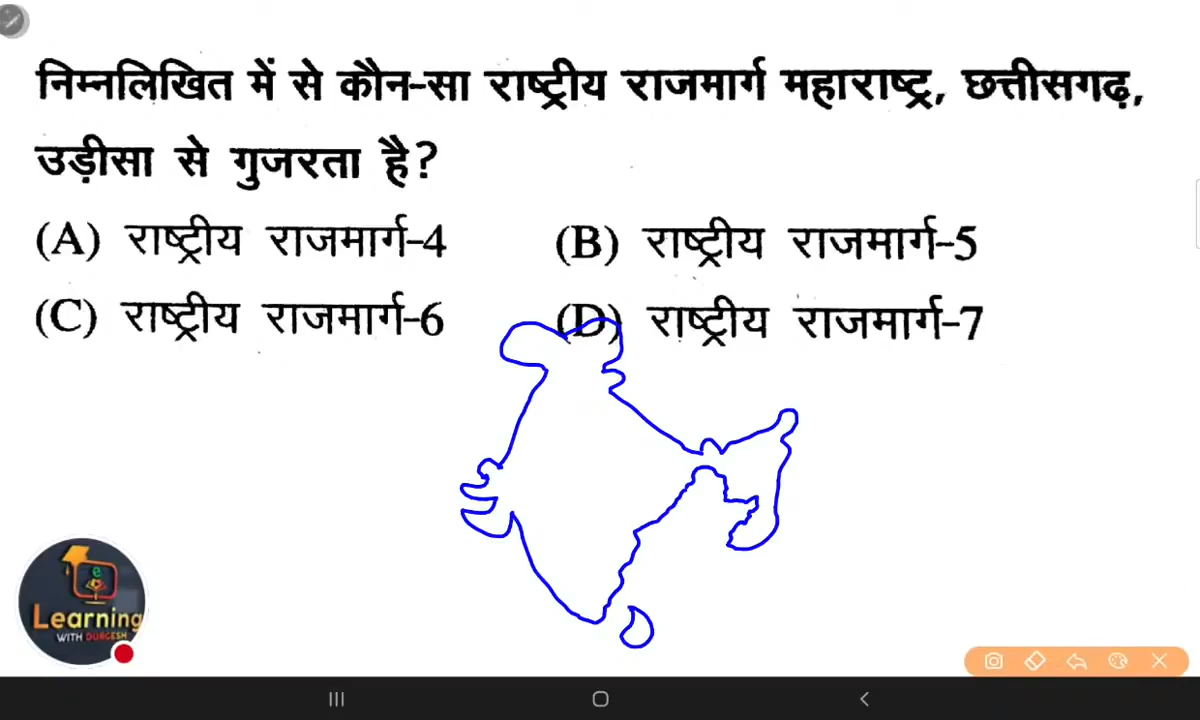 निम्नलिखित में से कौन-सा राष्ट्रीय राजमार्ग महाराष्ट्र, छत्तीसगढ़,
उड़ीसा से गुजरता है?
(A) राष्ट्रीय राजमार्ग-4 (B) राष्ट्रीय राजमार्ग-5
(C) राष्ट्रीय राजमार्ग-6 (D) राष्ट्रीय राजमार्ग-7
e
Learning
WITH DURGESH